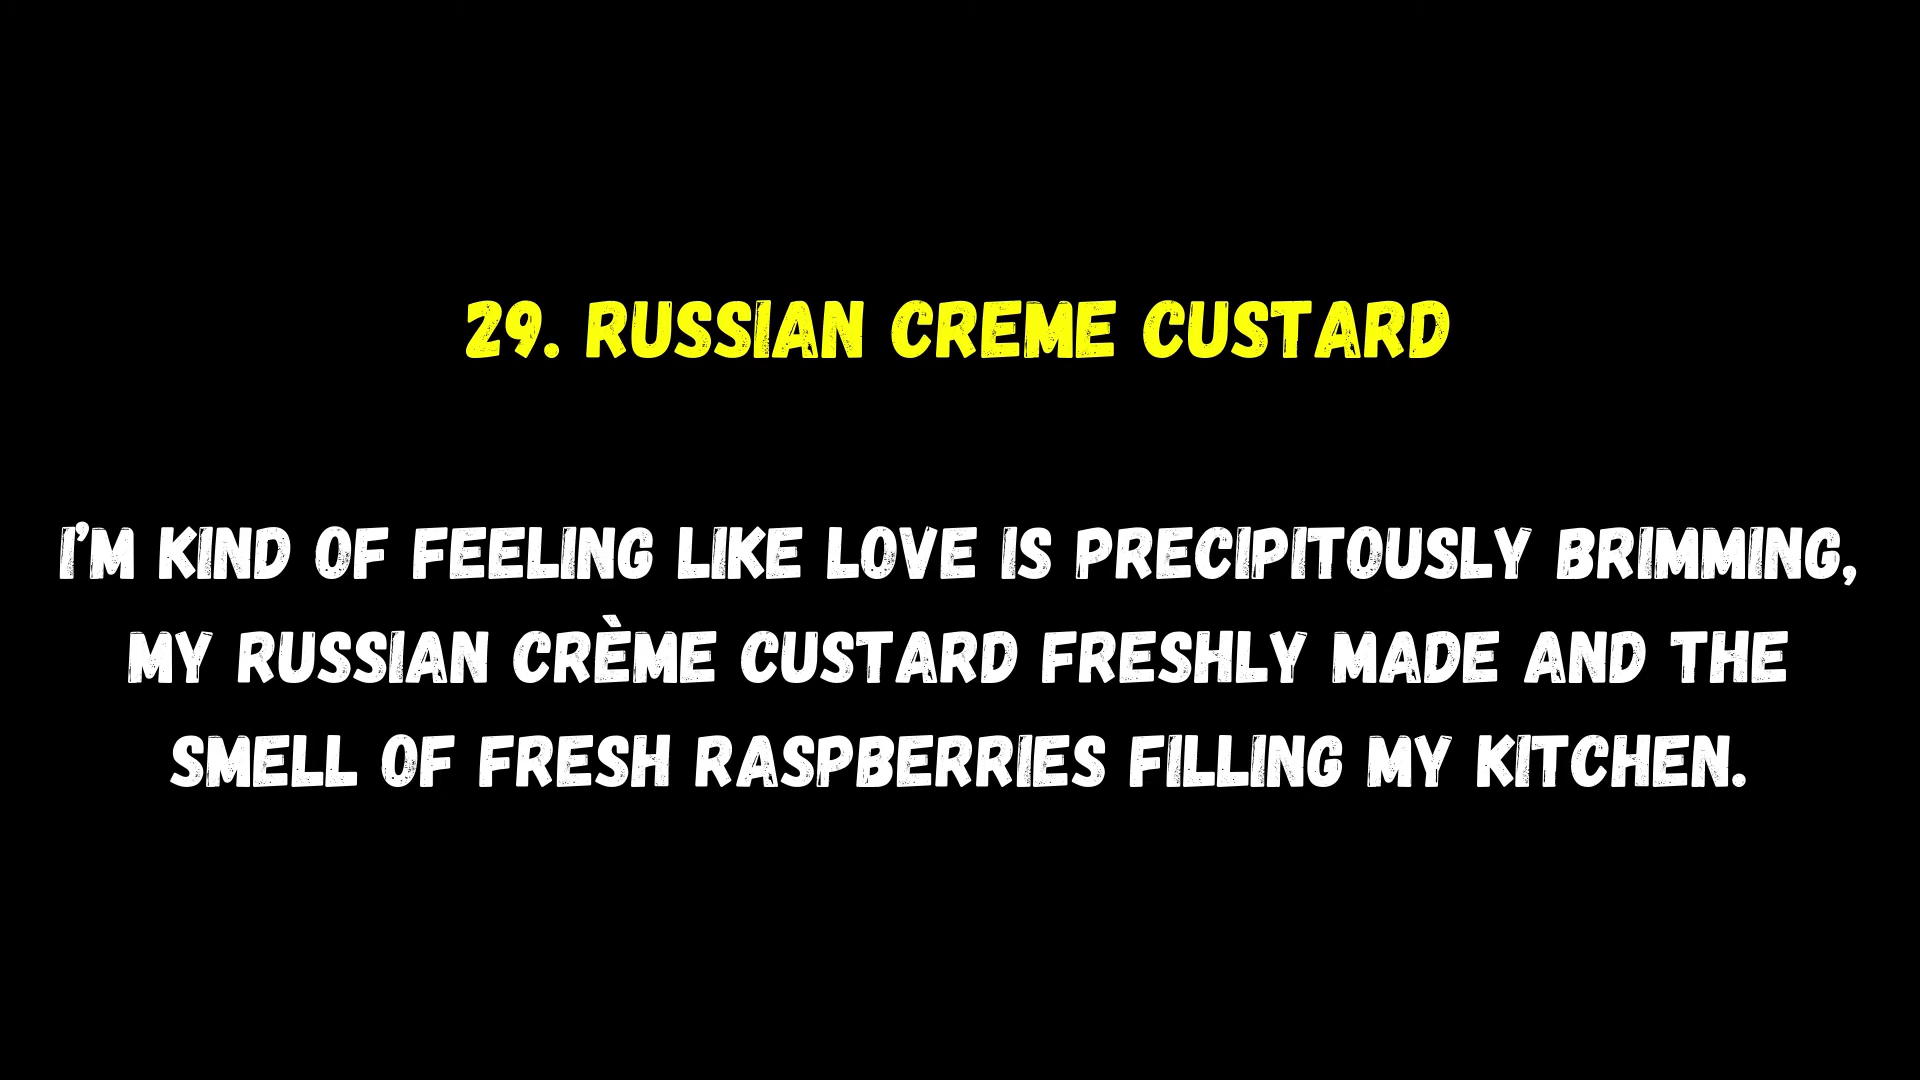 29. RUSSIAN CREME CUSTARD
I'M KIND OF FEELING LIKE LOVE IS PRECIPITOUSLY BRIMMING,
MY RUSSIAN CRÈME CUSTARD FRESHLY MADE AND THE
SMELL OF FRESH RASPBERRIES FILLING MY KITCHEN.